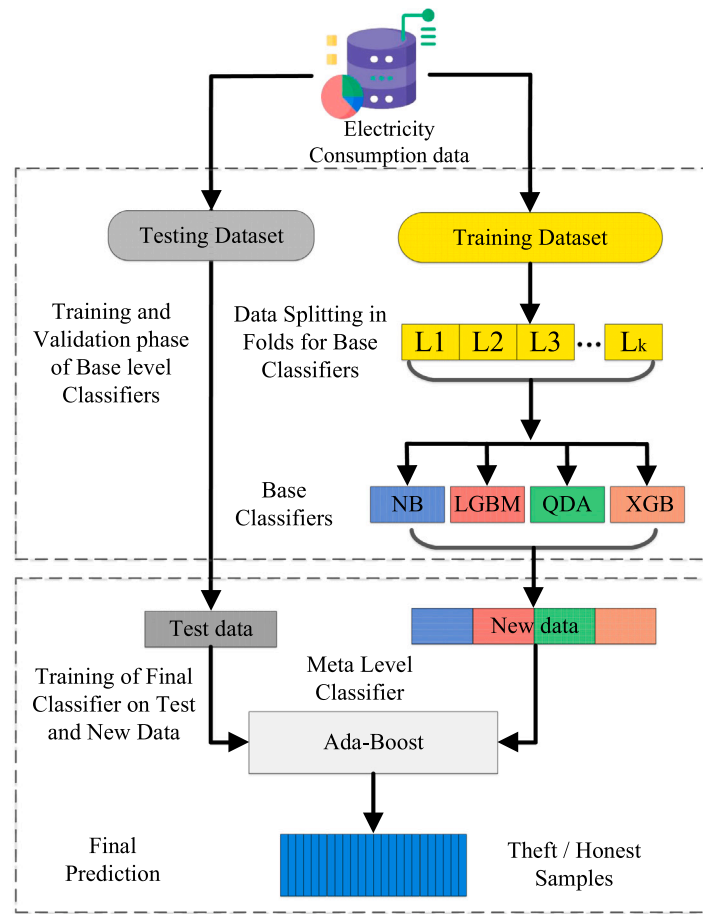 Electricity
Consumption data
Testing Dataset
Training Dataset
Training and
Validation phase
of Base level
Classifiers
Data Splitting in
Folds for Base
Classifiers
L1 L2 L3 ... Lk
Base
Classifiers
NB LGBM QDA XGB
Test data
New data
Training of Final
Classifier on Test
and New Data
Meta Level
Classifier
Ada-Boost
Final
Prediction
Theft / Honest
Samples